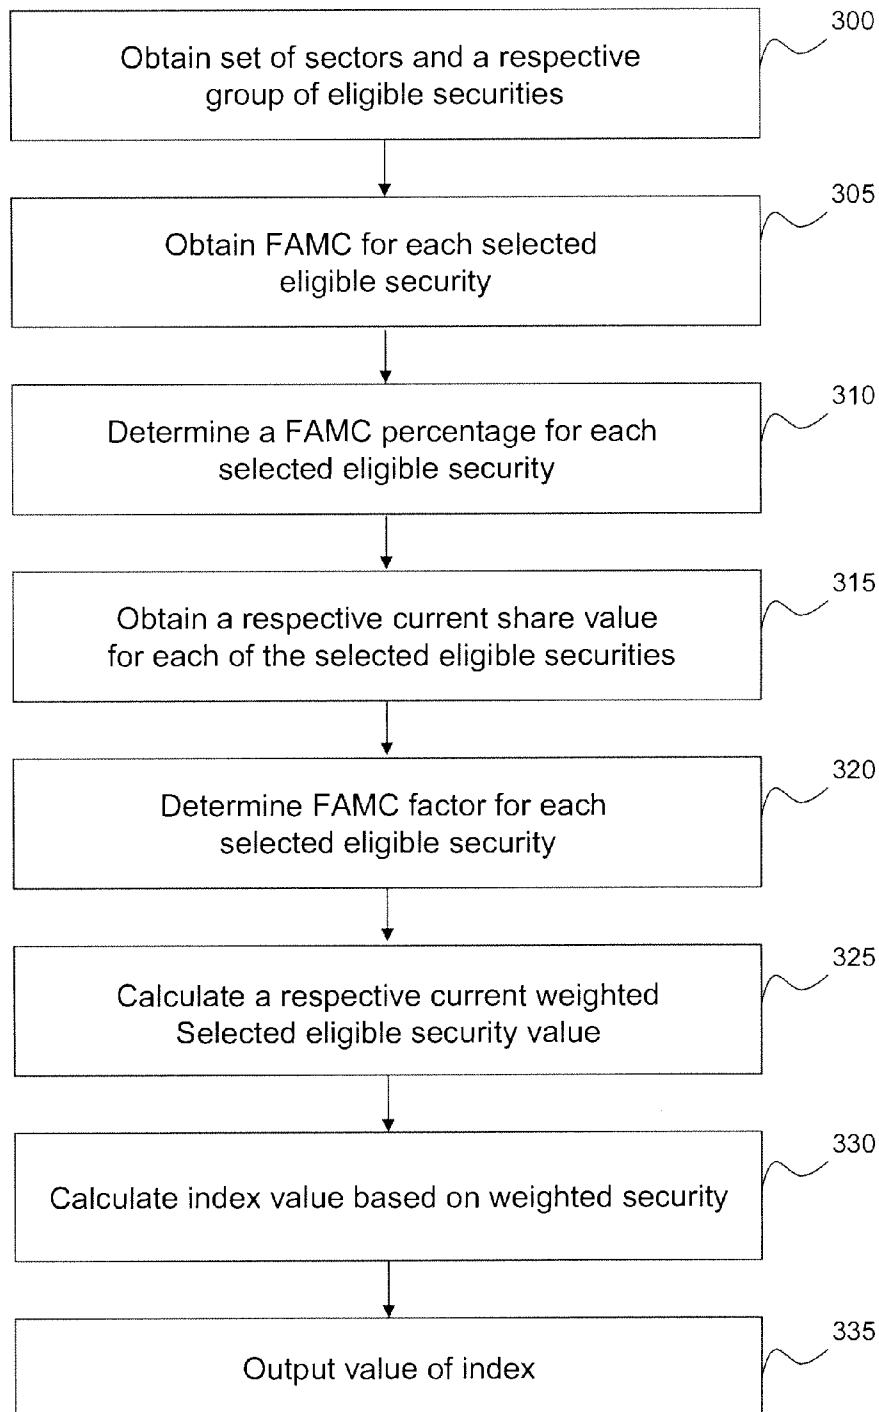 300
Obtain set of sectors and a respective
group of eligible securities
305
Obtain FAMC for each selected
eligible security
310
Determine a FAMC percentage for each
selected eligible security
315
Obtain a respective current share value
for each of the selected eligible securities
320
Determine FAMC factor for each
selected eligible security
325
Calculate a respective current weighted
Selected eligible security value
330
Calculate index value based on weighted security
335
Output value of index